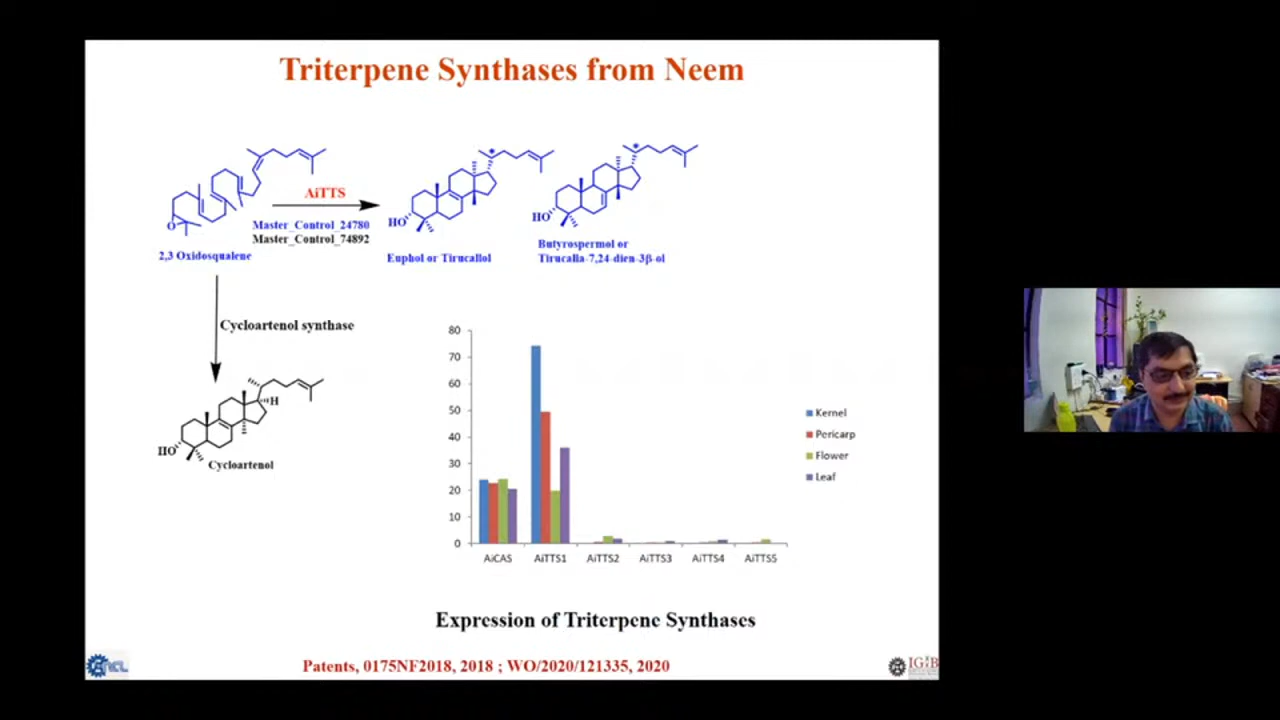 Triterpene Synthases from Neem
AiTTS
Master_Control_24780
Master_Control_74892
2,3 Oxidosqualene
O
HO
Euphol or Tirucallol
HO
Butyrospermol or
Tirucalla-7,24-dien-3β-ol
*
*
Cycloartenol synthase
H
HO
Cycloartenol
80
70
60
50
40
30
20
10
0
AiCAS AiTTS1 AiTTS2 AiTTS3 AiTTS4 AiTTS5
Kernel
Pericarp
Flower
Leaf
Expression of Triterpene Synthases
Patents, 0175NF2018, 2018 ; WO/2020/121335, 2020
NCL
IGIB